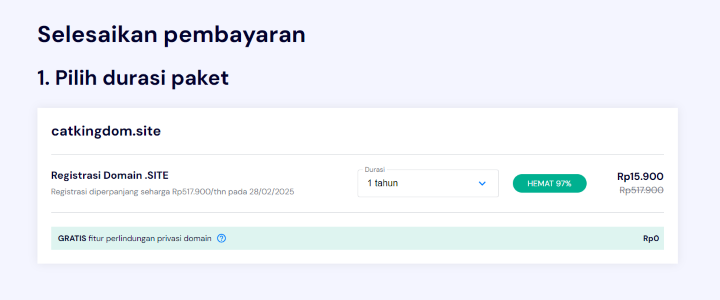 Selesaikan pembayaran
1. Pilih durasi paket
catkingdom.site
Durasi
Registrasi Domain .SITE
1 tahun
HEMAT 97%
Rp15.900
Registrasi diperpanjang seharga Rp517.900/thn pada 28/02/2025
Rp517.900
GRATIS fitur perlindungan privasi domain ?
Rp0